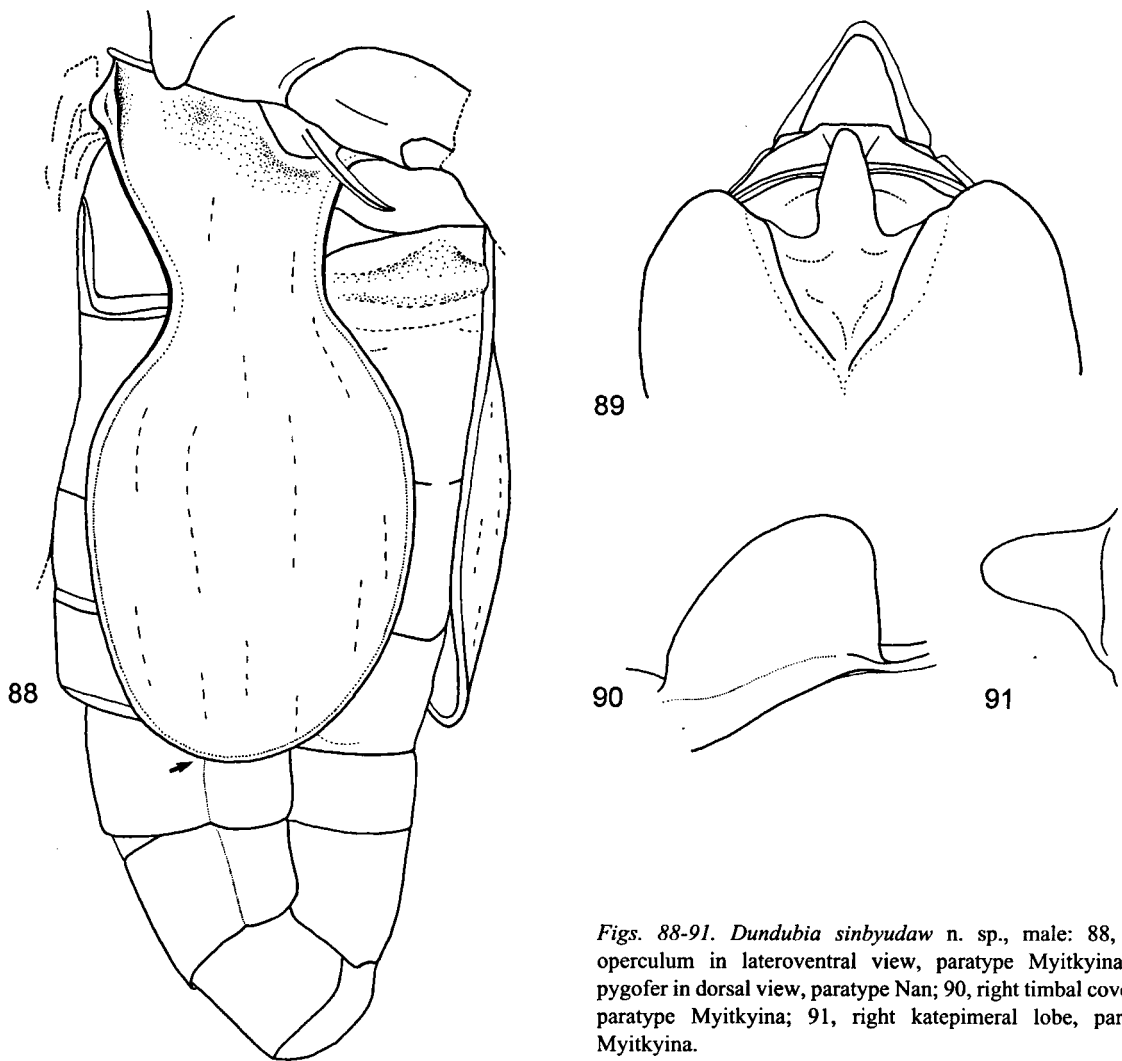 88
89
90
91
Figs. 88-91. Dundubia sinbyudaw n. sp., male: 88,
operculum in lateroventral view, paratype Myitkyina
pygofer in dorsal view, paratype Nan; 90, right timbal cove
paratype Myitkyina; 91, right katepimeral lobe, par
Myitkyina.